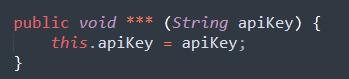 public void *** (String apiKey) {
    this.apiKey = apiKey;
}